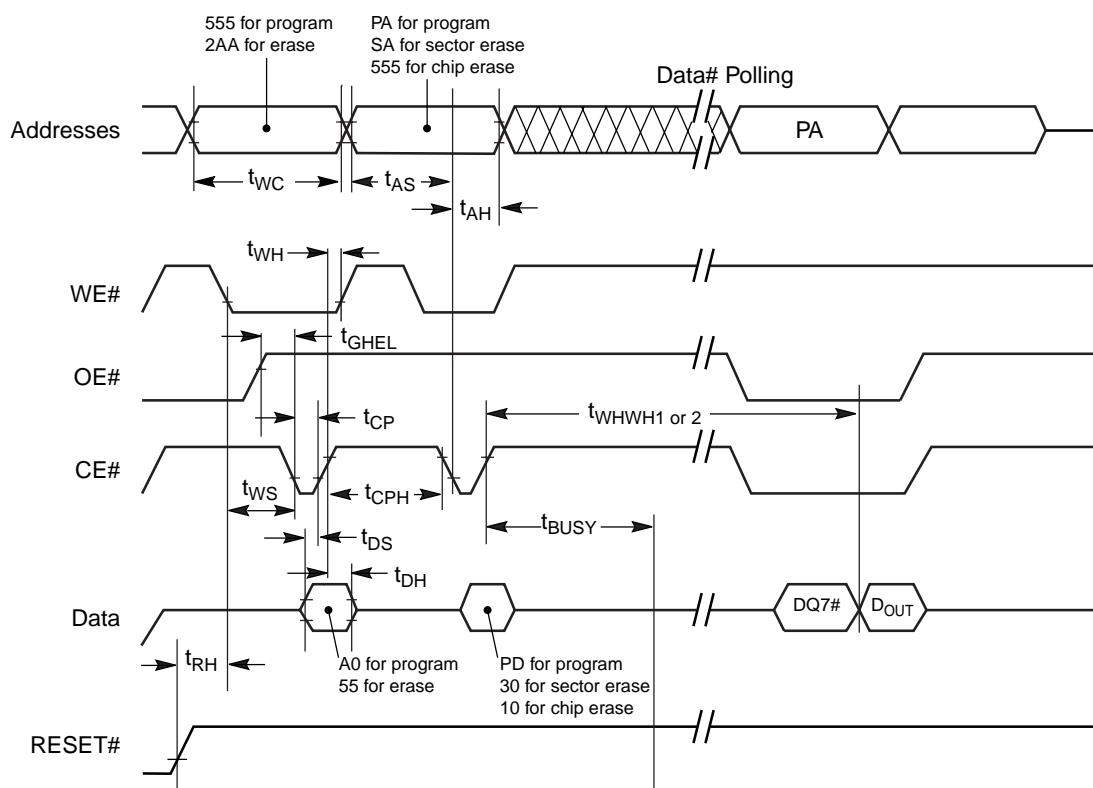 555 for program
2AA for erase
PA for program
SA for sector erase
555 for chip erase
Data# Polling
Addresses
PA
tWC
tAS
tAH
tWH
WE#
tGHEL
OE#
tCP
tWHWH1 or 2
CE#
tWS
tCPH
tBUSY
tDS
tDH
Data
DQ7#
DOUT
tRH
A0 for program
55 for erase
PD for program
30 for sector erase
10 for chip erase
RESET#